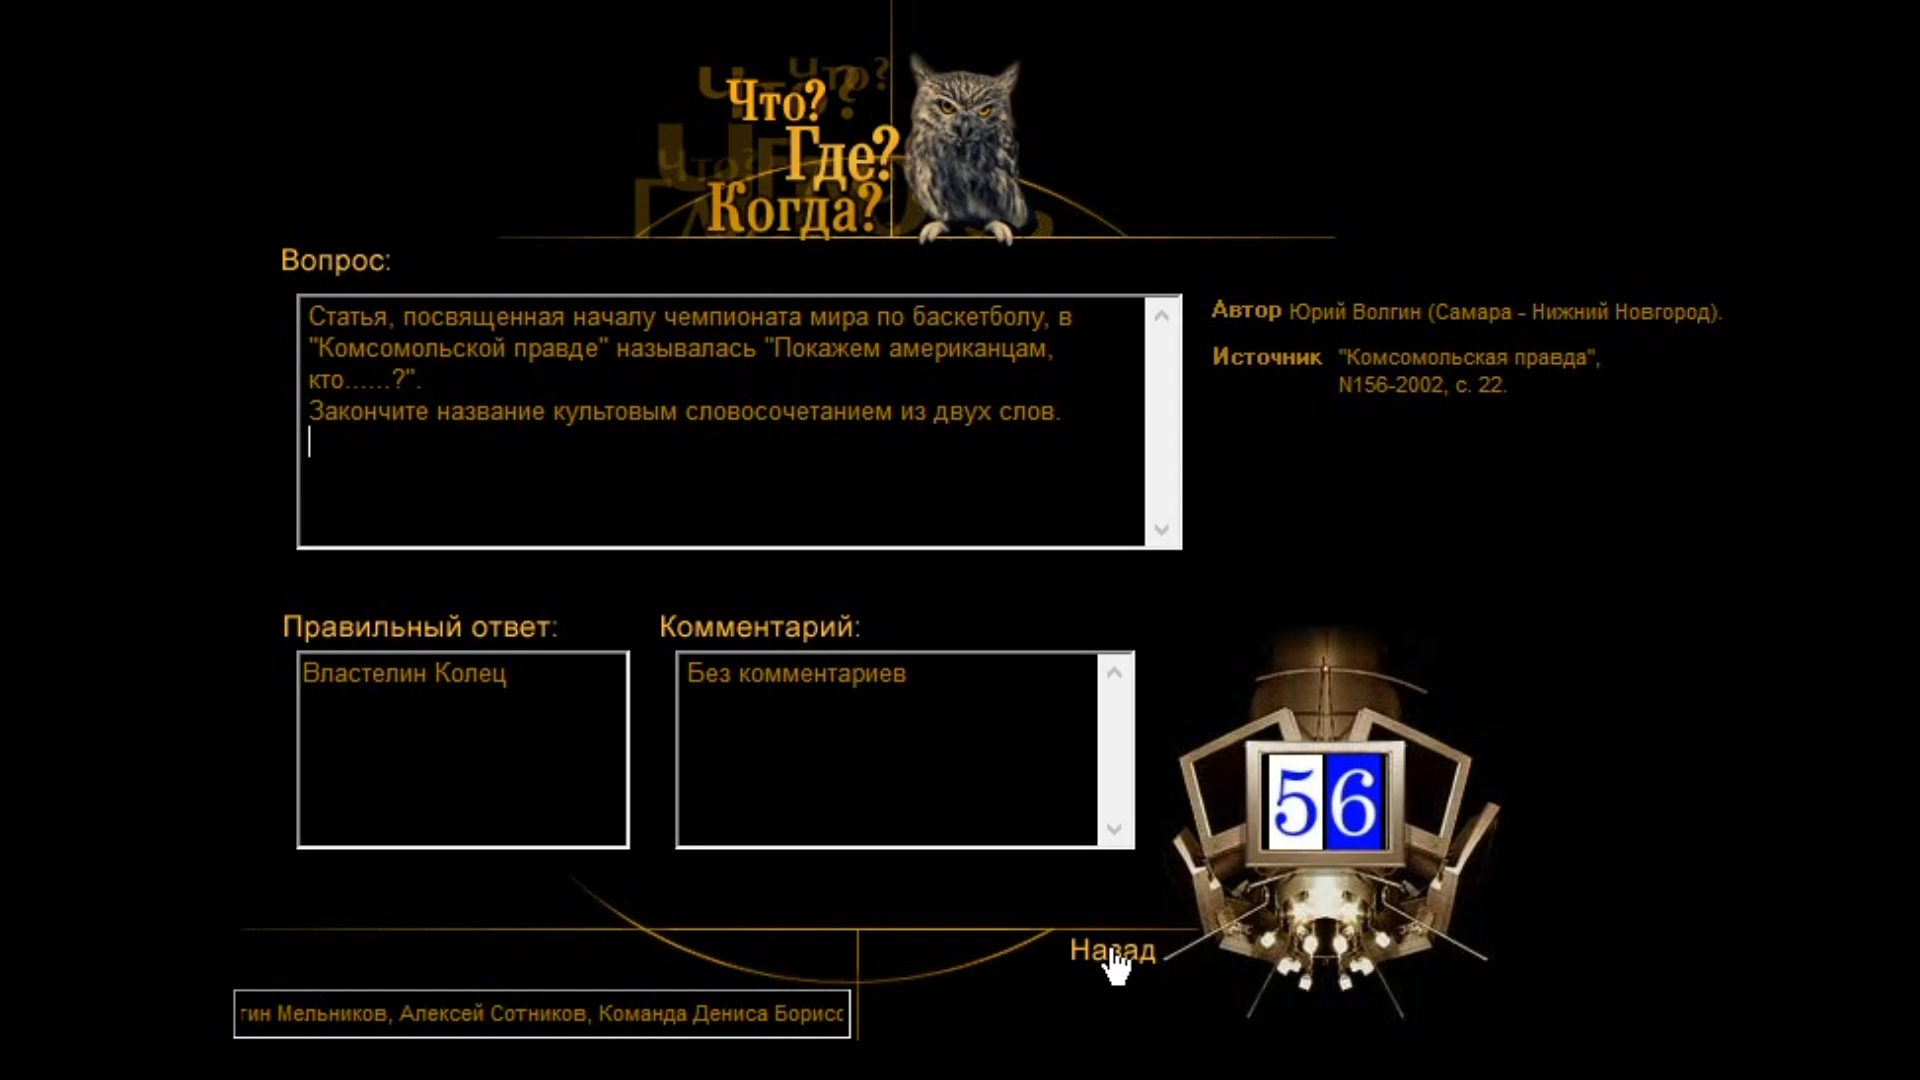 Что?
Где?
Когда?
Вопрос:
Статья, посвященная началу чемпионата мира по баскетболу, в
"Комсомольской правде" называлась "Покажем американцам,
кто......?".
Закончите название культовым словосочетанием из двух слов.
Автор Юрий Волгин (Самара - Нижний Новгород).
Источник "Комсомольская правда",
N156-2002, с. 22.
Правильный ответ:
Властелин Колец
Комментарий:
Без комментариев
56
Назад
гин Мельников, Алексей Сотников, Команда Дениса Борисо